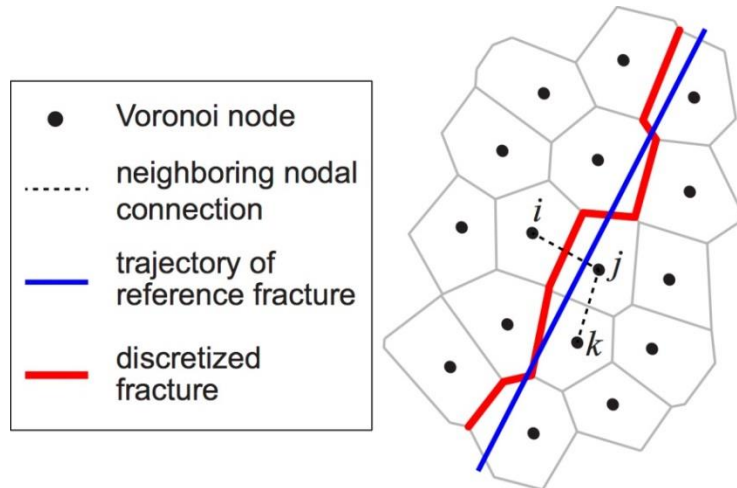 Voronoi node
neighboring nodal
connection
trajectory of
reference fracture
discretized
fracture
i
j
k